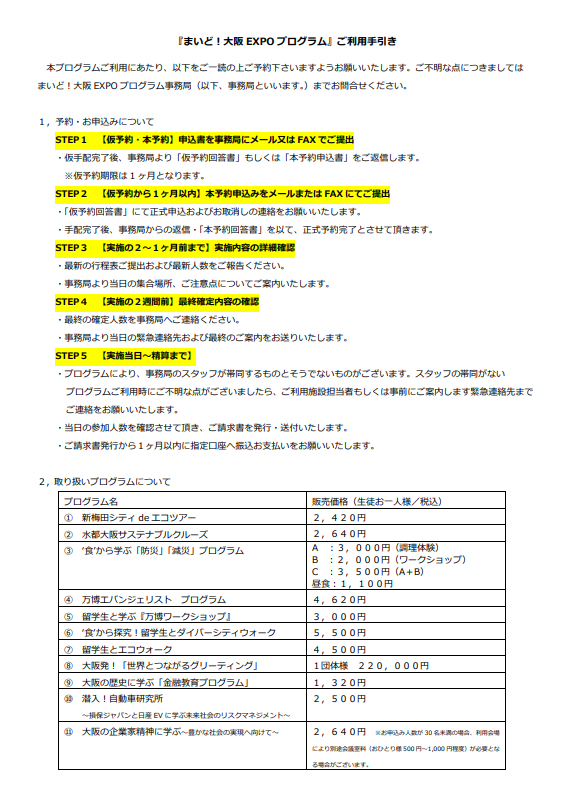 『まいど！大阪 EXPO プログラム』ご利用手引き
本プログラムご利用にあたり、以下をご一読の上ご予約下さいますようお願いいたします。ご不明な点につきましては
まいど！大阪 EXPO プログラム事務局（以下、事務局といいます。）までお問合せください。
１，予約・お申込みについて
STEP１　【仮予約・本予約】申込書を事務局にメール又は FAX でご提出
・仮手配完了後、事務局より「仮予約回答書」もしくは「本予約申込書」をご返信します。
※仮予約期限は１ヶ月となります。
STEP２　【仮予約から１ヶ月以内】本予約申込みをメールまたは FAX にてご提出
・「仮予約回答書」にて正式申込およびお取消しの連絡をお願いいたします。
・手配完了後、事務局からの返信・「本予約回答書」を以て、正式予約完了とさせて頂きます。
STEP３　【実施の２～１ヶ月前まで】実施内容の詳細確認
・最新の行程表ご提出および最新人数をご報告ください。
・事務局より当日の集合場所、ご注意点についてご案内いたします。
STEP４　【実施の２週間前】最終確定内容の確認
・最終の確定人数を事務局へご連絡ください。
・事務局より当日の緊急連絡先および最終のご案内をお送りいたします。
STEP５　【実施当日～精算まで】
・プログラムにより、事務局のスタッフが帯同するものとそうでないものがございます。スタッフの帯同がない
プログラムご利用時にご不明な点がございましたら、ご利用施設担当者もしくは事前にご案内します緊急連絡先まで
ご連絡をお願いいたします。
・当日の参加人数を確認させて頂き、ご請求書を発行・送付いたします。
・ご請求書発行から１ヶ月以内に指定口座へ振込お支払いをお願いいたします。
２，取り扱いプログラムについて
プログラム名　販売価格（生徒お一人様／税込）
①　新梅田シティ de エコツアー　２，４２０円
②　水都大阪サステナブルクルーズ　２，６４０円
③　‘食’から学ぶ「防災」「減災」プログラム　A　：３，０００円（調理体験）
B　：２，０００円（ワークショップ）
C　：３，５００円（A＋B）
昼食：１，１００円
④　万博エバンジェリスト　プログラム　４，６２０円
⑤　留学生と学ぶ『万博ワークショップ』　３，０００円
⑥　‘食’から探究！留学生とダイバーシティウォーク　５，５００円
⑦　留学生とエコウォーク　４，５００円
⑧　大阪発！「世界とつながるグリーティング」　１団体様　２２０，０００円
⑨　大阪の歴史に学ぶ「金融教育プログラム」　１，３２０円
⑩　潜入！自動車研究所　２，５００円
～損保ジャパンと日産 EV に学ぶ未来社会のリスクマネジメント～
⑪　大阪の企業家精神に学ぶ～豊かな社会の実現へ向けて～　２，６４０円　※お申込み人数が 30 名未満の場合、利用会場
により別途会議室料（おひとり様 500 円～1,000 円程度）が必要とな
る場合がございます。